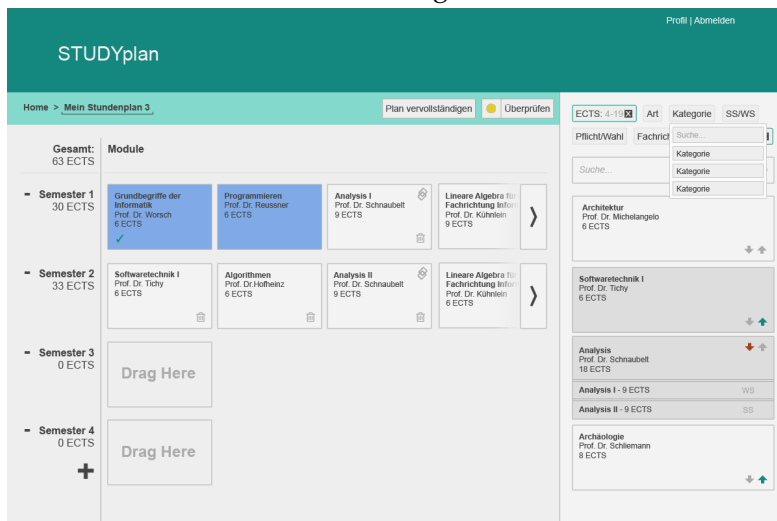 Profil | Abmelden
STUDYplan
Home > Mein Stundenplan 3
Plan vervollständigen
Überprüfen
Gesamt:
63 ECTS
Module
- Semester 1
30 ECTS
Grundbegriffe der
Informatik
Prof. Dr. Worsch
6 ECTS
Programmieren
Prof. Dr. Reussner
6 ECTS
Analysis I
Prof. Dr. Schnaubelt
9 ECTS
Lineare Algebra für
Fachrichtung Inform
Prof. Dr. Kühnlein
9 ECTS
- Semester 2
33 ECTS
Softwaretechnik I
Prof. Dr. Tichy
6 ECTS
Algorithmen
Prof. Dr.Hofheinz
6 ECTS
Analysis II
Prof. Dr. Schnaubelt
9 ECTS
Lineare Algebra für
Fachrichtung Inform
Prof. Dr. Kühnlein
6 ECTS
- Semester 3
0 ECTS
Drag Here
- Semester 4
0 ECTS
Drag Here
+
ECTS: 4-19 x Art Kategorie SS/WS
Pflicht/Wahl Fachrich
Suche...
Kategorie
Kategorie
Kategorie
Suche...
Architektur
Prof. Dr. Michelangelo
6 ECTS
Softwaretechnik I
Prof. Dr. Tichy
6 ECTS
Analysis
Prof. Dr. Schnaubelt
18 ECTS
Analysis I - 9 ECTS WS
Analysis II - 9 ECTS SS
Archäologie
Prof. Dr. Schliemann
8 ECTS